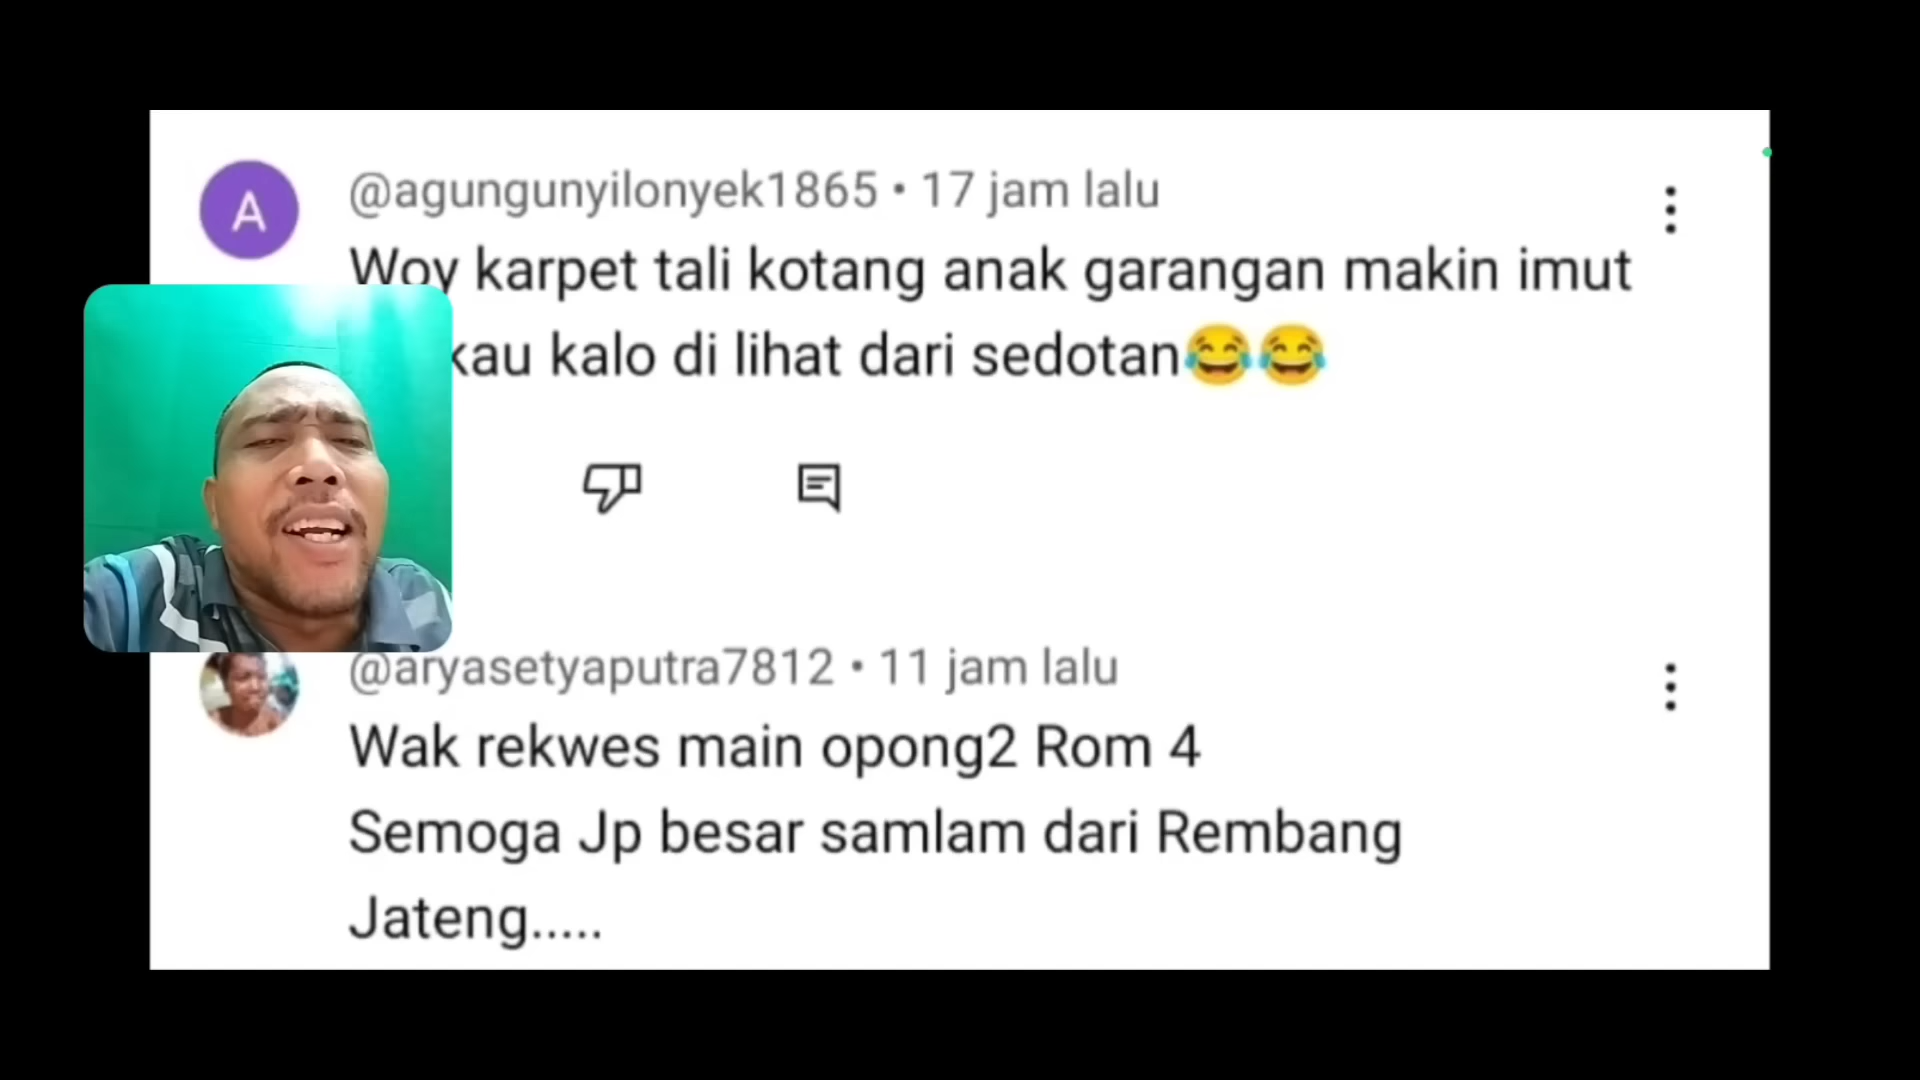 A
@agungunyilonyek1865 • 17 jam lalu
Woy karpet tali kotang anak garangan makin imut
kau kalo di lihat dari sedotan😂😂
@aryasetyaputra7812 • 11 jam lalu
Wak rekwes main opong2 Rom 4
Semoga Jp besar samlam dari Rembang
Jateng.....